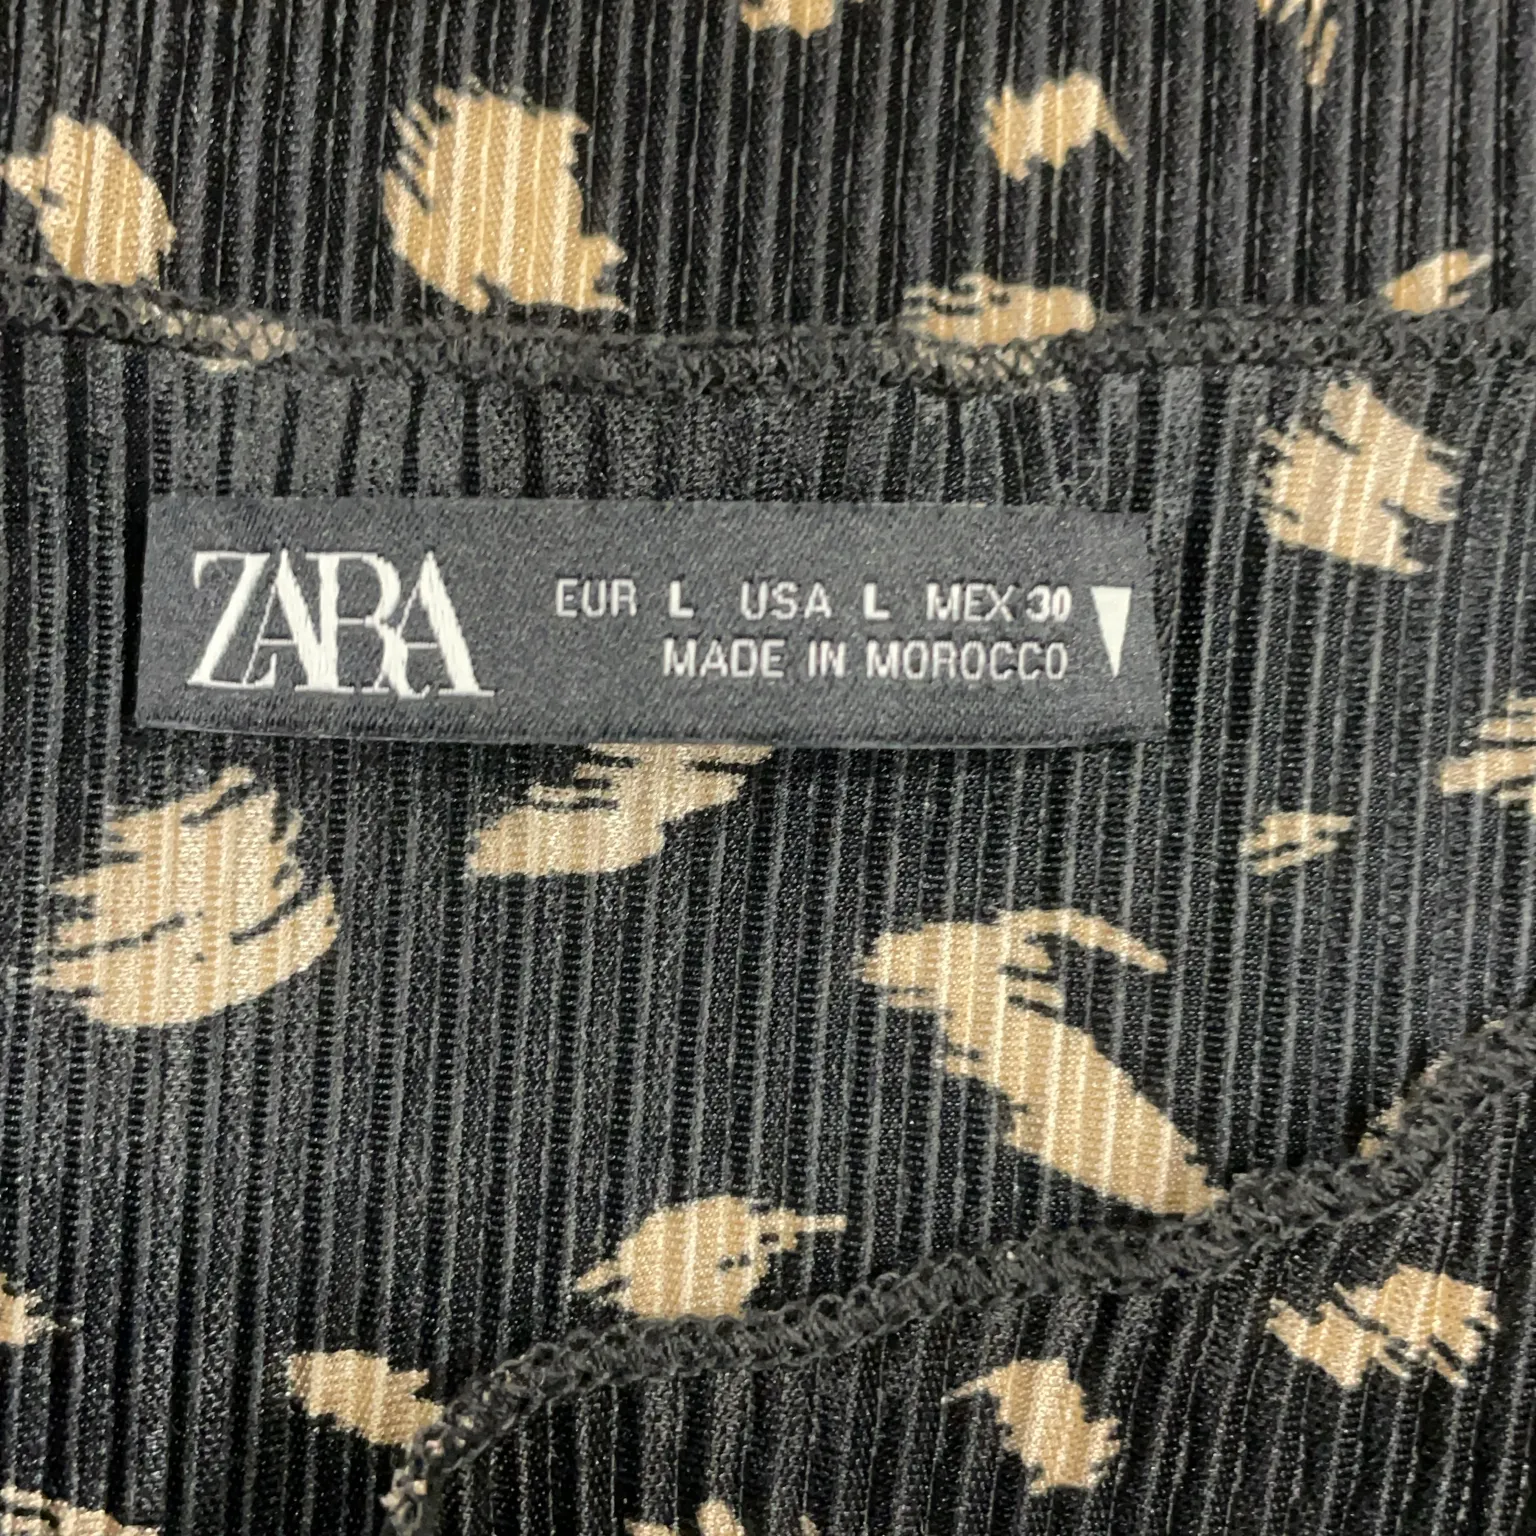 ZARA
EUR L USA L MEX 30
MADE IN MOROCCO